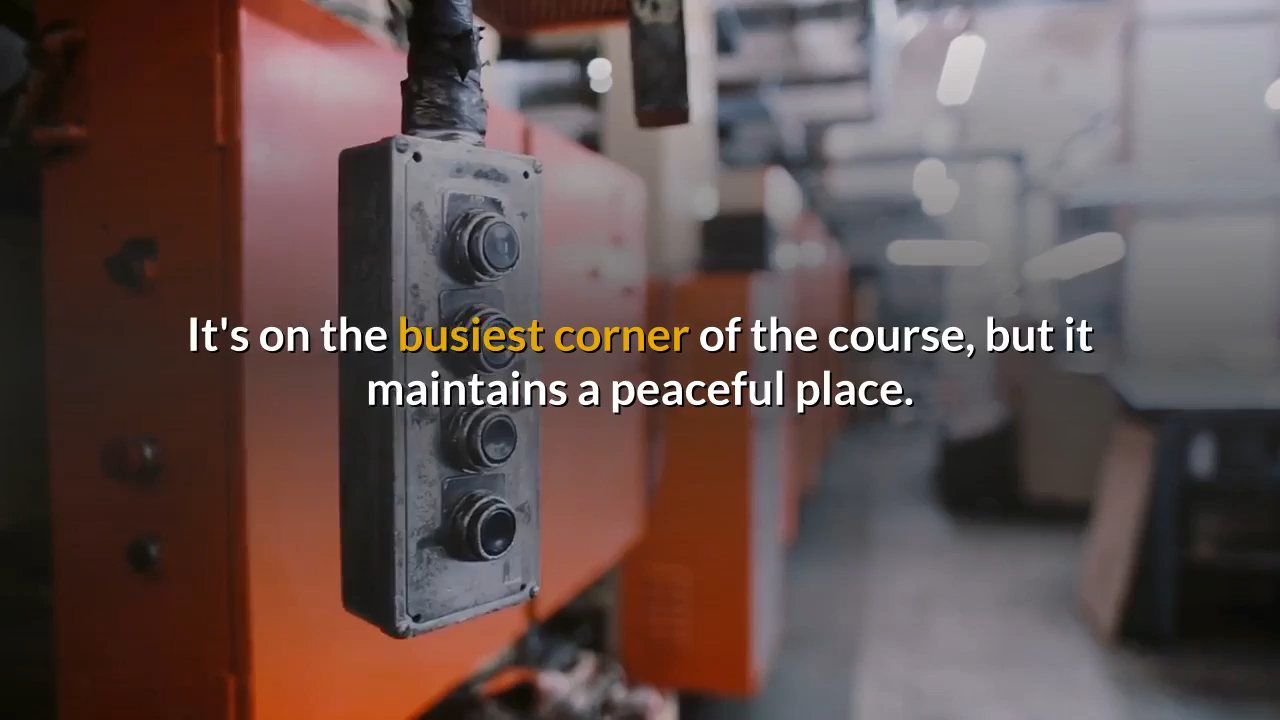 It's on the busiest corner of the course, but it
maintains a peaceful place.